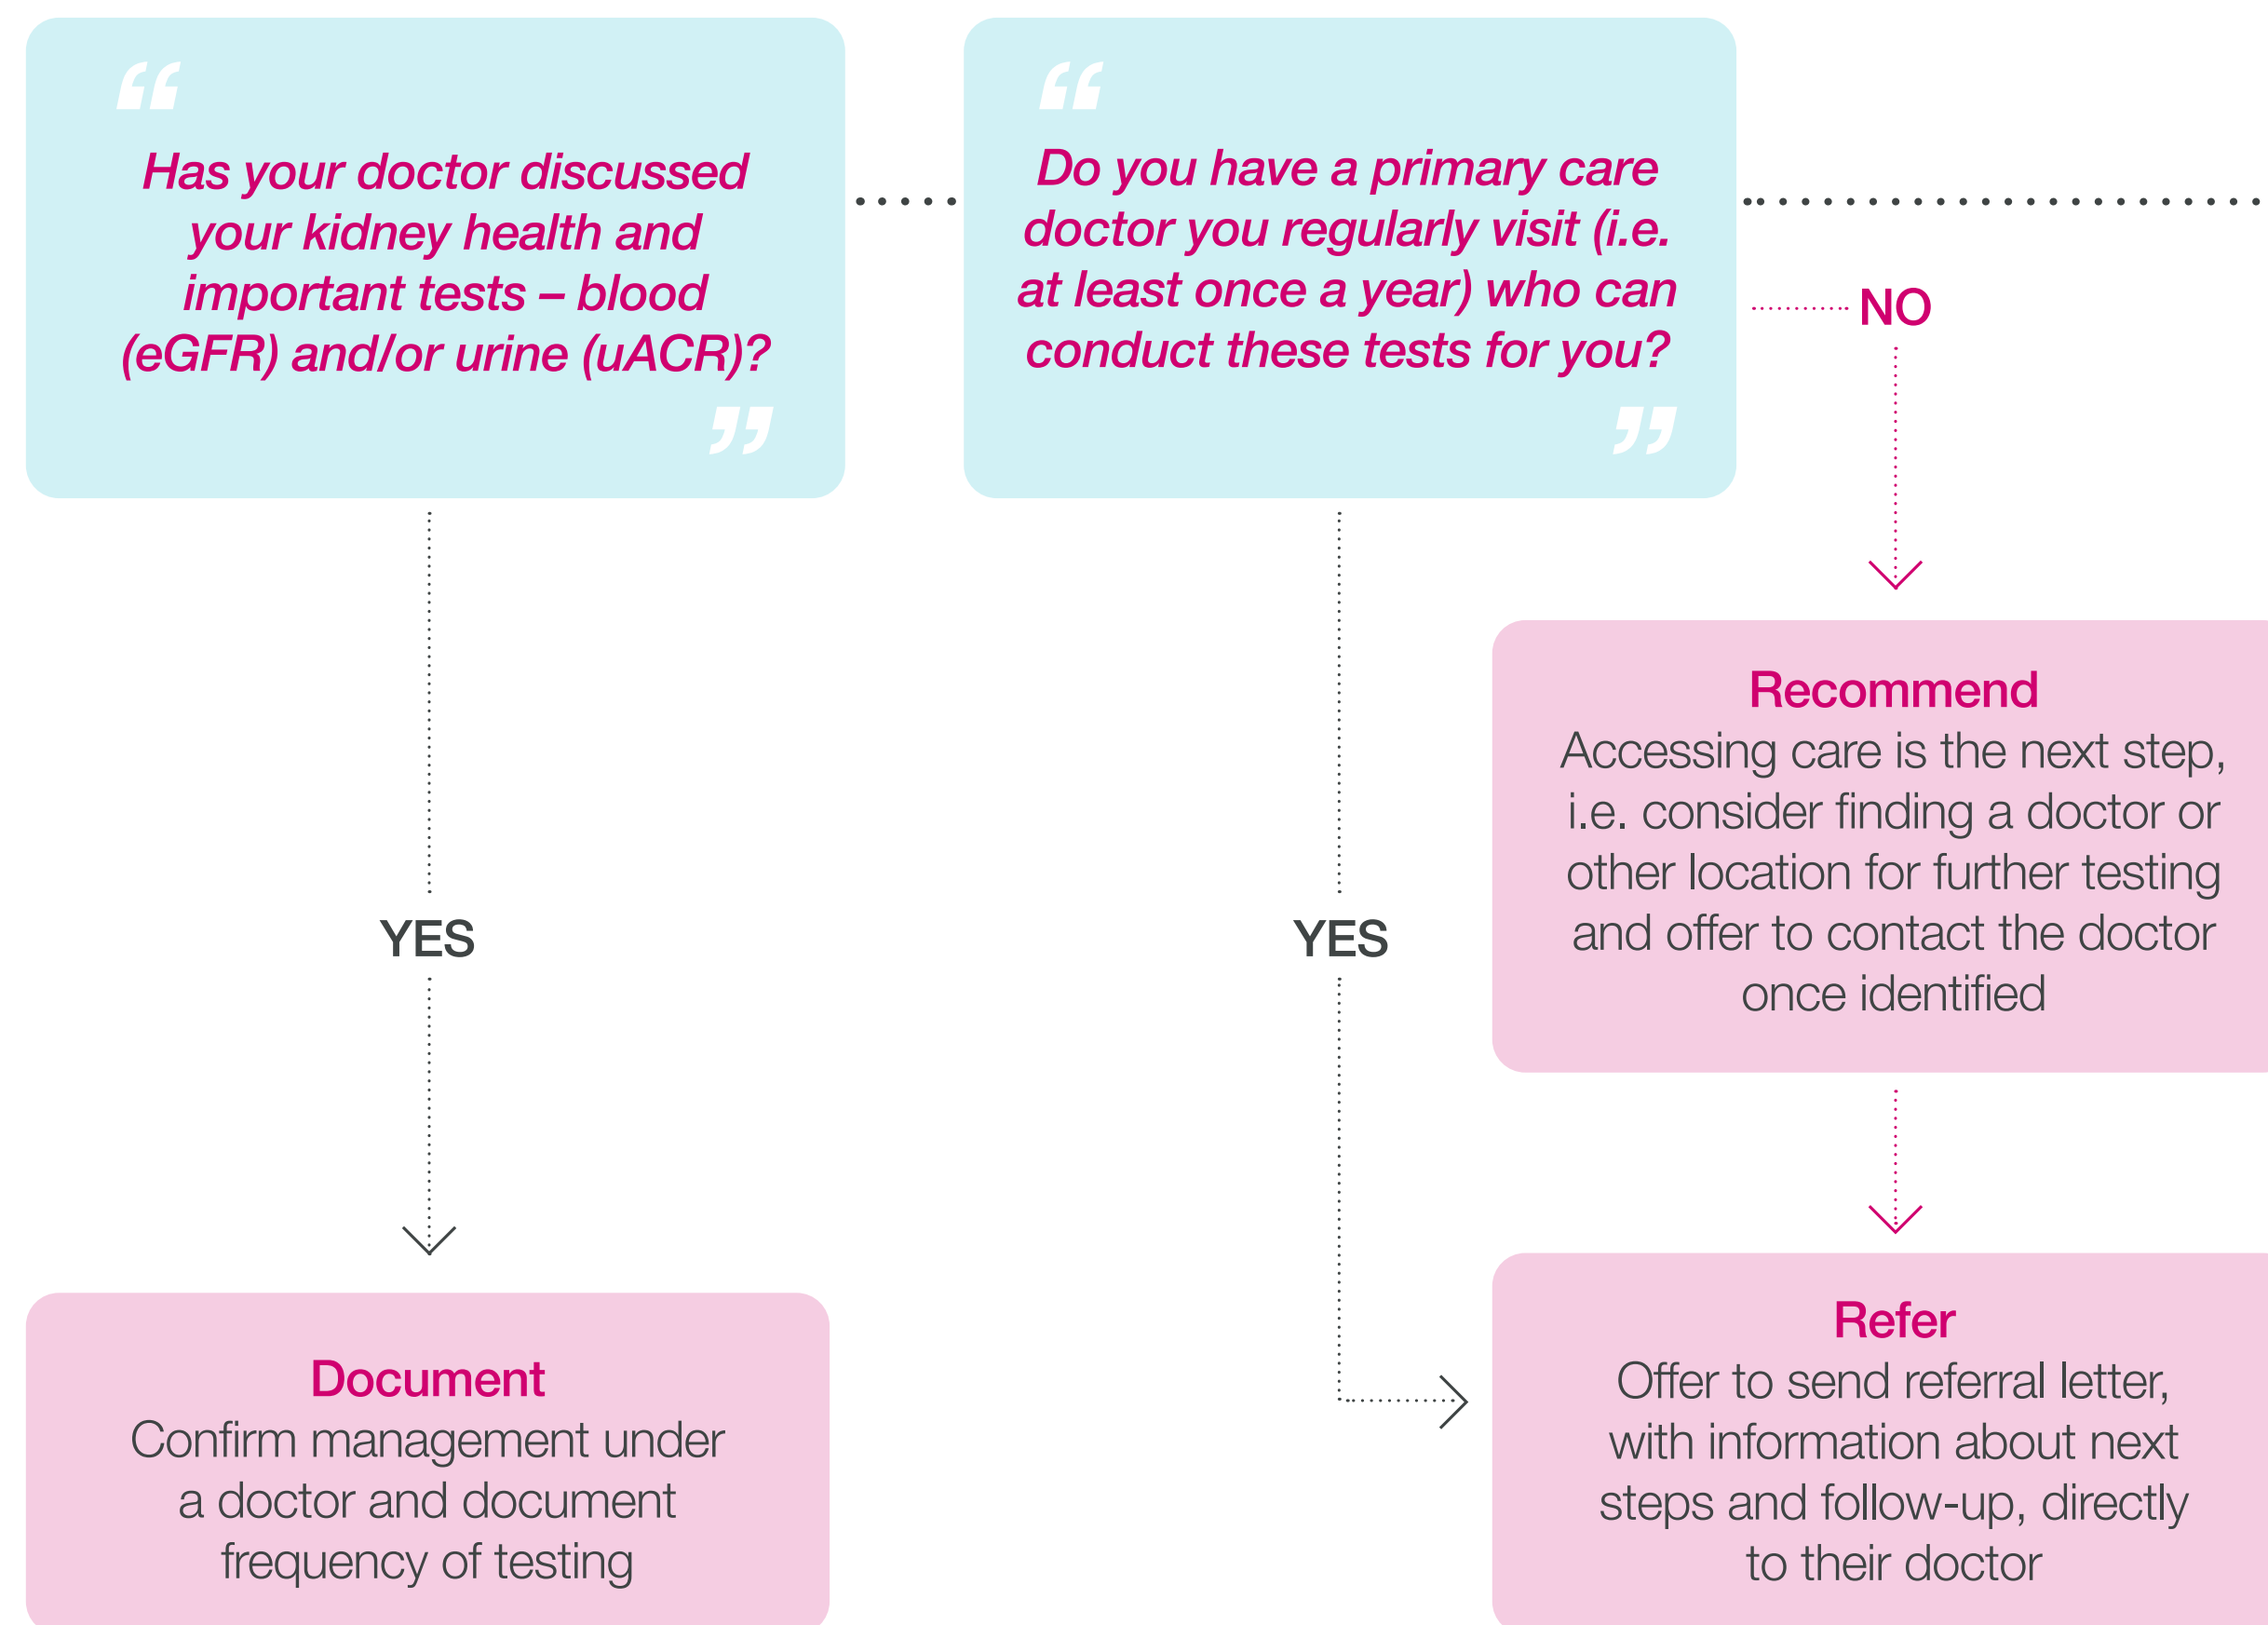 “
Has your doctor discussed
your kidney health and
important tests – blood
(eGFR) and/or urine (uACR)?
”
“
Do you have a primary care
doctor you regularly visit (i.e.
at least once a year) who can
conduct these tests for you?
”
NO
Recommend
Accessing care is the next step,
i.e. consider finding a doctor or
other location for further testing
and offer to contact the doctor
once identified
YES
YES
Document
Confirm management under
a doctor and document
frequency of testing
Refer
Offer to send referral letter,
with information about next
steps and follow-up, directly
to their doctor